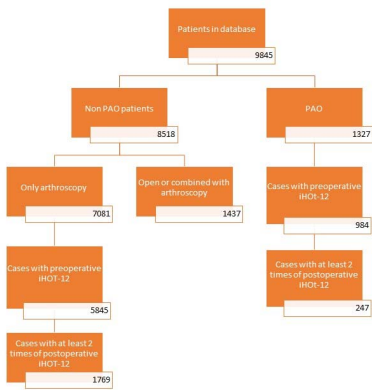 Patients in database
9845
Non PAO patients
8518
PAO
1327
Only arthroscopy
7081
Open or combined with
arthroscopy
1437
Cases with preoperative
iHOt-12
984
Cases with preoperative
iHOT-12
5845
Cases with at least 2
times of postoperative
iHOt-12
247
Cases with at least 2
times of postoperative
iHOT-12
1769